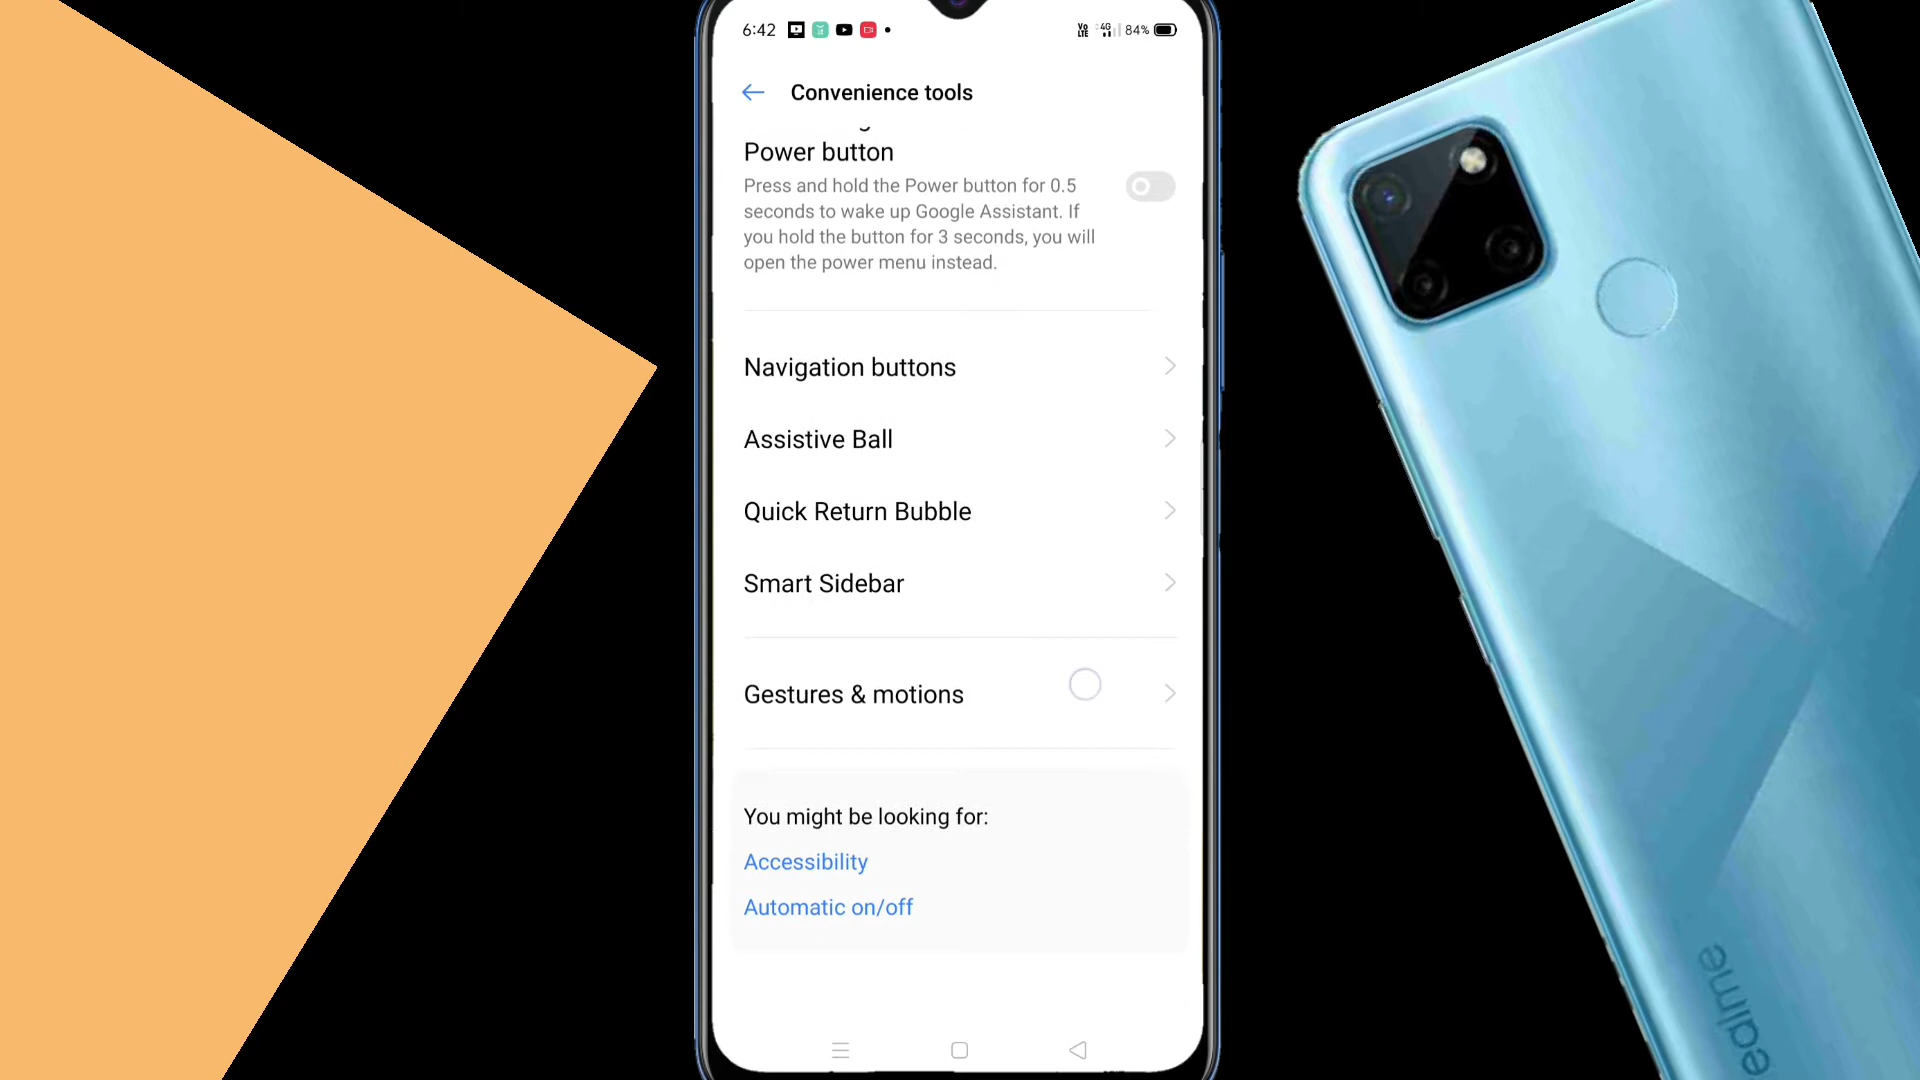 6:42
Vo LTE 4G 84%
Convenience tools
Power button
Press and hold the Power button for 0.5
seconds to wake up Google Assistant. If
you hold the button for 3 seconds, you will
open the power menu instead.
Navigation buttons
Assistive Ball
Quick Return Bubble
Smart Sidebar
Gestures & motions
You might be looking for:
Accessibility
Automatic on/off
realme